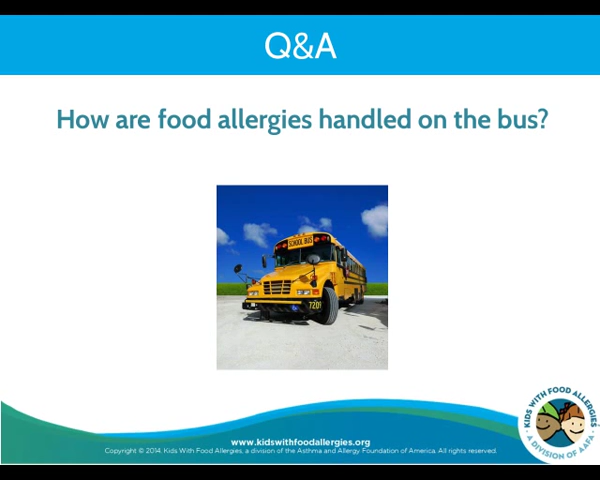 Q&A
How are food allergies handled on the bus?
SCHOOL BUS
7201
www.kidswithfoodallergies.org
Copyright © 2014. Kids With Food Allergies, a division of the Asthma and Allergy Foundation of America. All rights reserved.
KIDS WITH FOOD ALLERGIES
· A DIVISION OF AAFA ·